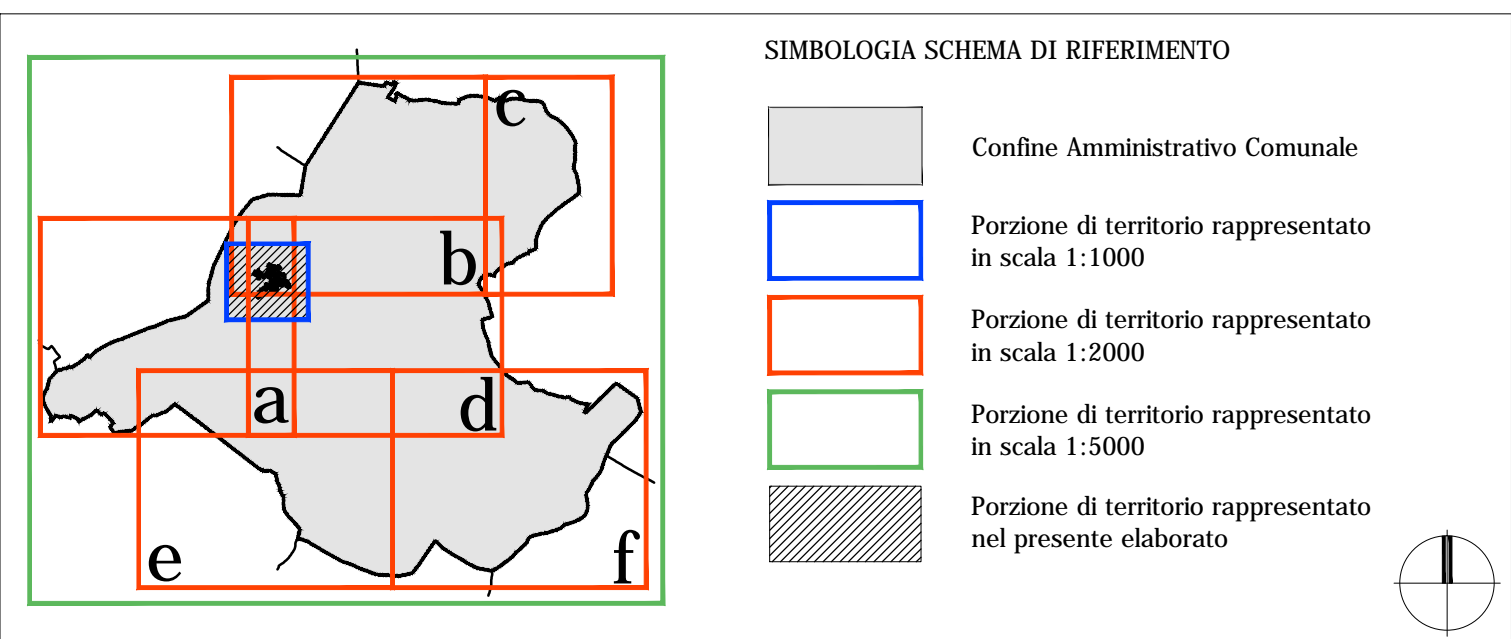 c
b
a
d
e
f
SIMBOLOGIA SCHEMA DI RIFERIMENTO
Confine Amministrativo Comunale
Porzione di territorio rappresentato
in scala 1:1000
Porzione di territorio rappresentato
in scala 1:2000
Porzione di territorio rappresentato
in scala 1:5000
Porzione di territorio rappresentato
nel presente elaborato